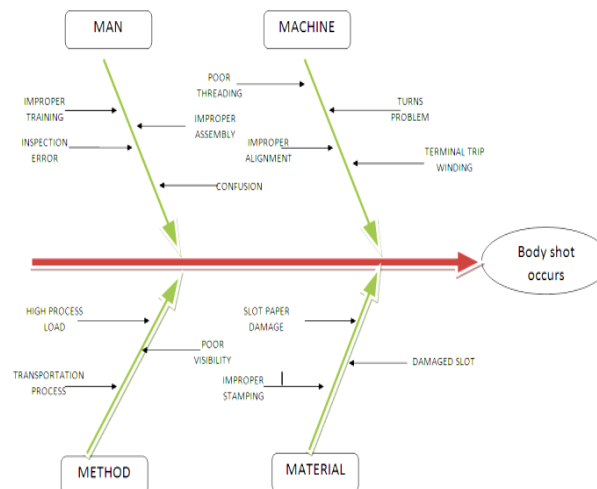 MAN
MACHINE
POOR
THREADING
IMPROPER
TRAINING
TURNS
PROBLEM
IMPROPER
ASSEMBLY
INSPECTION
ERROR
IMPROPER
ALIGNMENT
TERMINAL TRIP
WINDING
CONFUSION
Body shot
occurs
HIGH PROCESS
LOAD
SLOT PAPER
DAMAGE
POOR
VISIBILITY
DAMAGED SLOT
TRANSPORTATION
PROCESS
IMPROPER
STAMPING
METHOD
MATERIAL